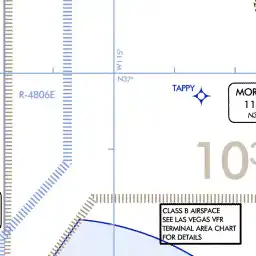 W115°
N37°
R-4806E
TAPPY
MOR
11
N3
10³
CLASS B AIRSPACE
SEE LAS VEGAS VFR
TERMINAL AREA CHART
FOR DETAILS